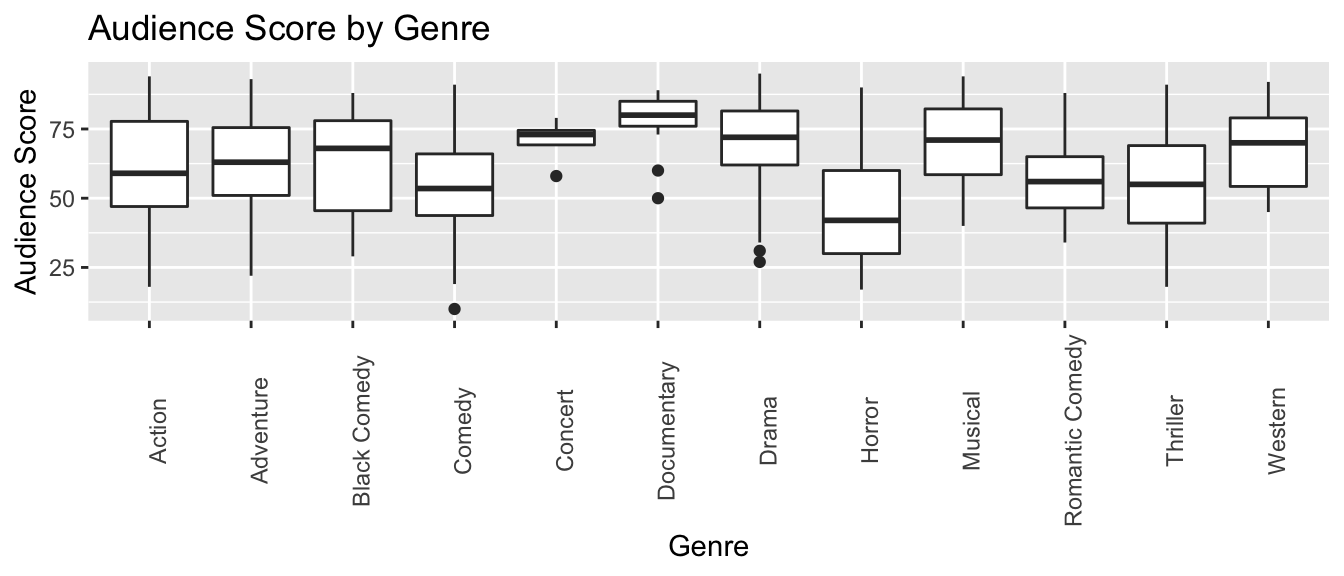 Audience Score by Genre
Audience Score
75
50
25
Action
Adventure
Black Comedy
Comedy
Concert
Documentary
Drama
Horror
Musical
Romantic Comedy
Thriller
Western
Genre